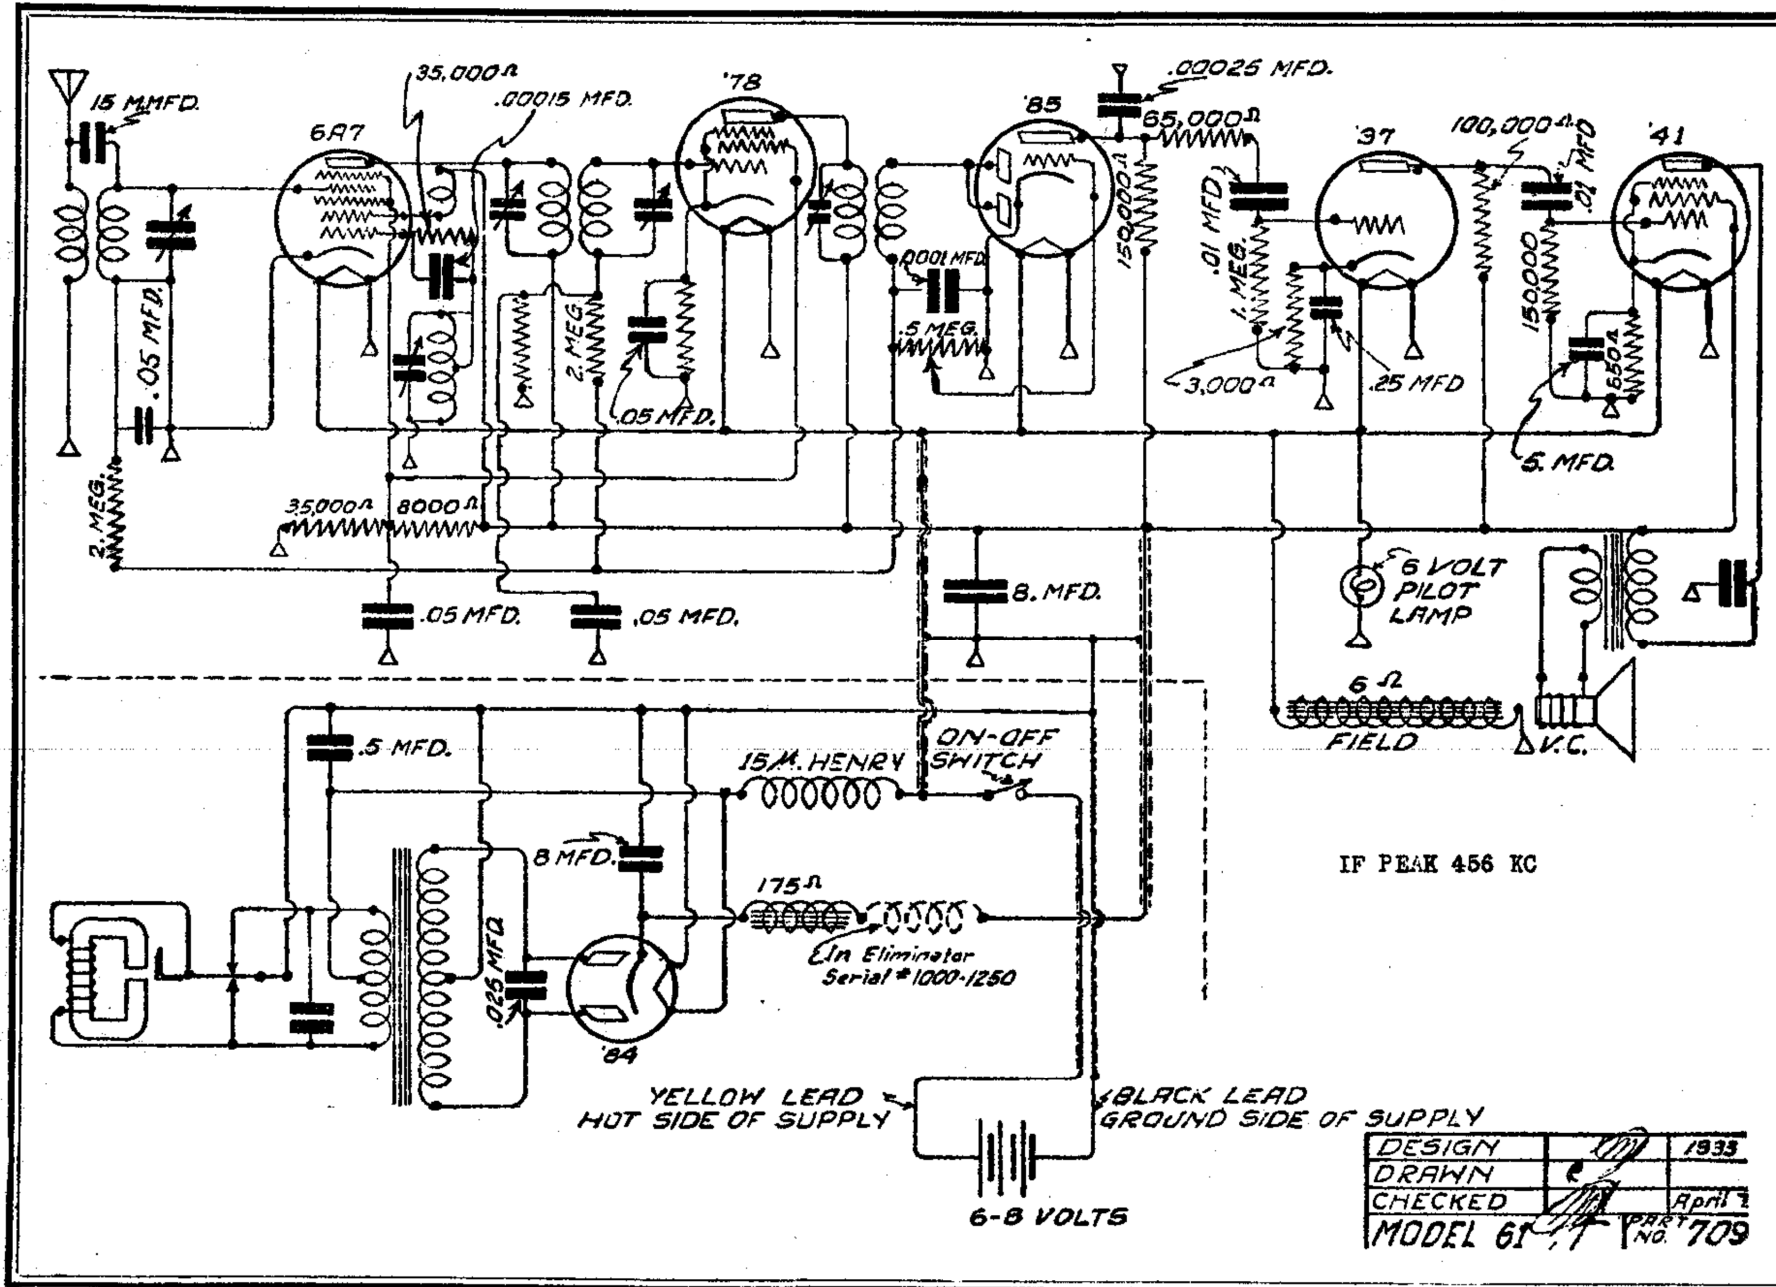 35,000Ω
'78
.00025 MFD.
15 M.MFD.
.00015 MFD.
'85
65,000Ω
'37
100,000Ω
.01 MFD
'41
6A7
150,000Ω
.01 MFD
1. MEG.
150,000
.05 MFD.
2. MEG.
.0001 MFD
.5 MEG.
3,000Ω
.25 MFD
650Ω
.05 MFD.
5. MFD.
2. MEG.
35,000Ω
8000Ω
6 VOLT
PILOT
LAMP
8. MFD.
.05 MFD.
.05 MFD.
6Ω
FIELD
V.C.
.5 MFD.
15 M. HENRY
ON-OFF
SWITCH
8 MFD.
IF PEAK 456 KC
175Ω
In Eliminator
Serial # 1000-1250
.025 MFD
'84
YELLOW LEAD
HOT SIDE OF SUPPLY
BLACK LEAD
GROUND SIDE OF SUPPLY
6-8 VOLTS
DESIGN 1933
DRAWN
CHECKED April
MODEL 61 PART NO. 709